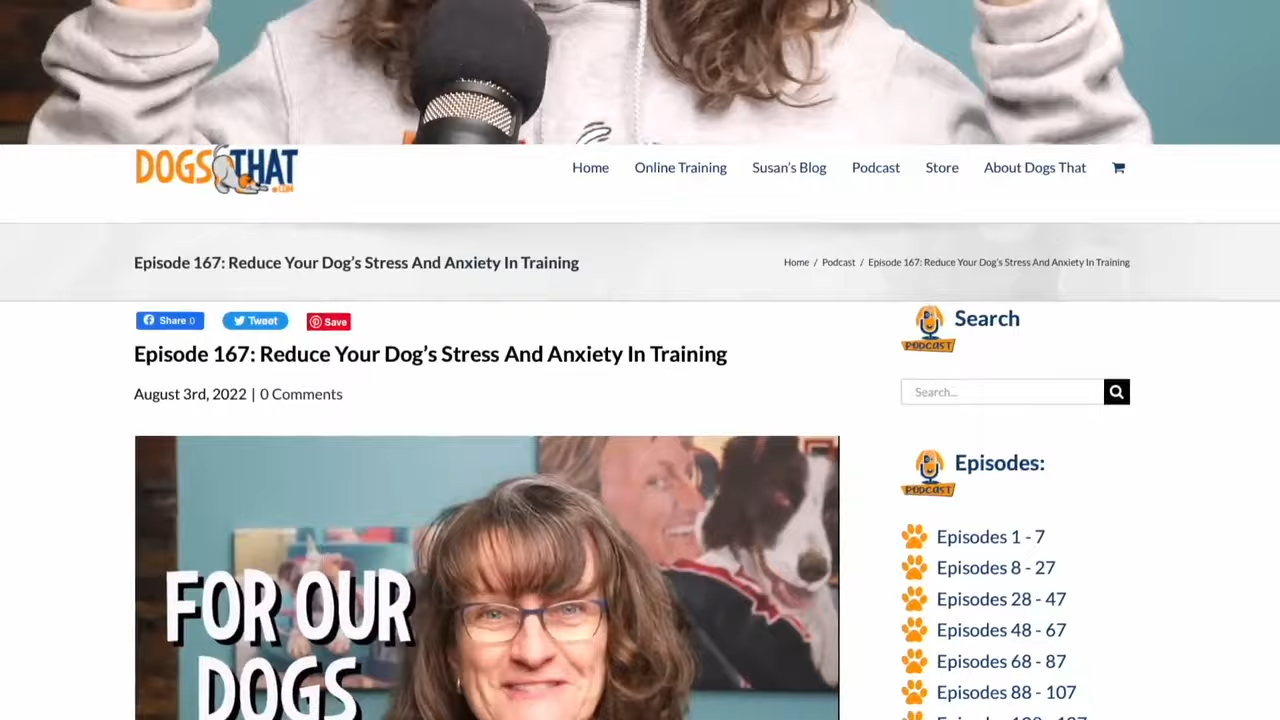 DOGSTHAT
.COM
Home Online Training Susan's Blog Podcast Store About Dogs That
Episode 167: Reduce Your Dog's Stress And Anxiety In Training
Home / Podcast / Episode 167: Reduce Your Dog's Stress And Anxiety In Training
Share 0 Tweet Save
Episode 167: Reduce Your Dog's Stress And Anxiety In Training
August 3rd, 2022 | 0 Comments
FOR OUR
DOGS
PODCAST
Search
Search...
PODCAST
Episodes:
Episodes 1 - 7
Episodes 8 - 27
Episodes 28 - 47
Episodes 48 - 67
Episodes 68 - 87
Episodes 88 - 107